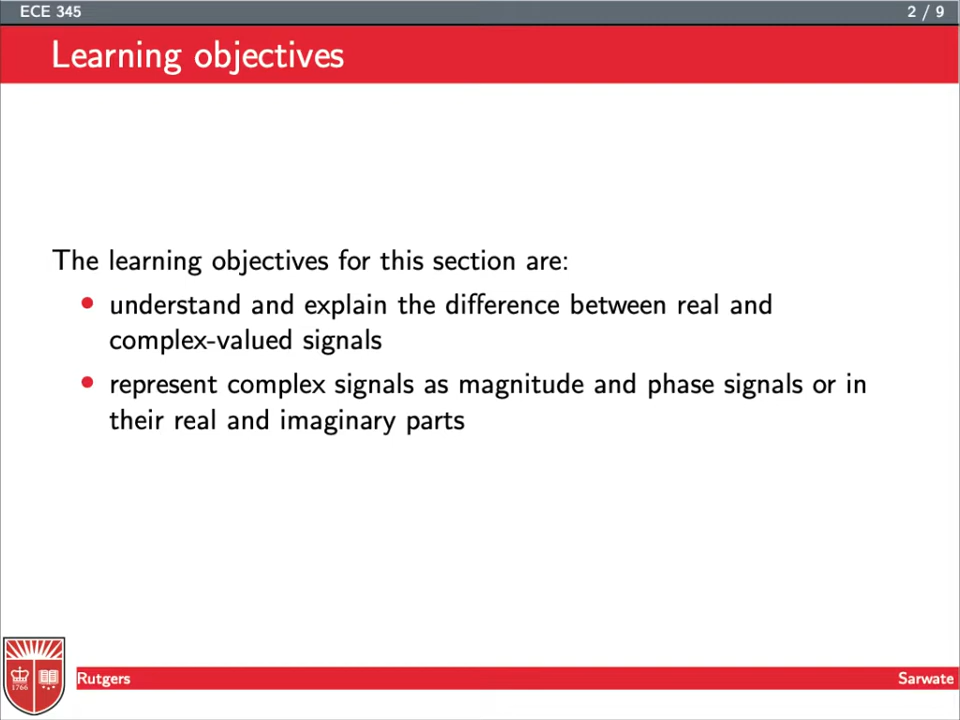 ECE 345
2 / 9
Learning objectives
The learning objectives for this section are:
• understand and explain the difference between real and
complex-valued signals
• represent complex signals as magnitude and phase signals or in
their real and imaginary parts
1766
Rutgers
Sarwate